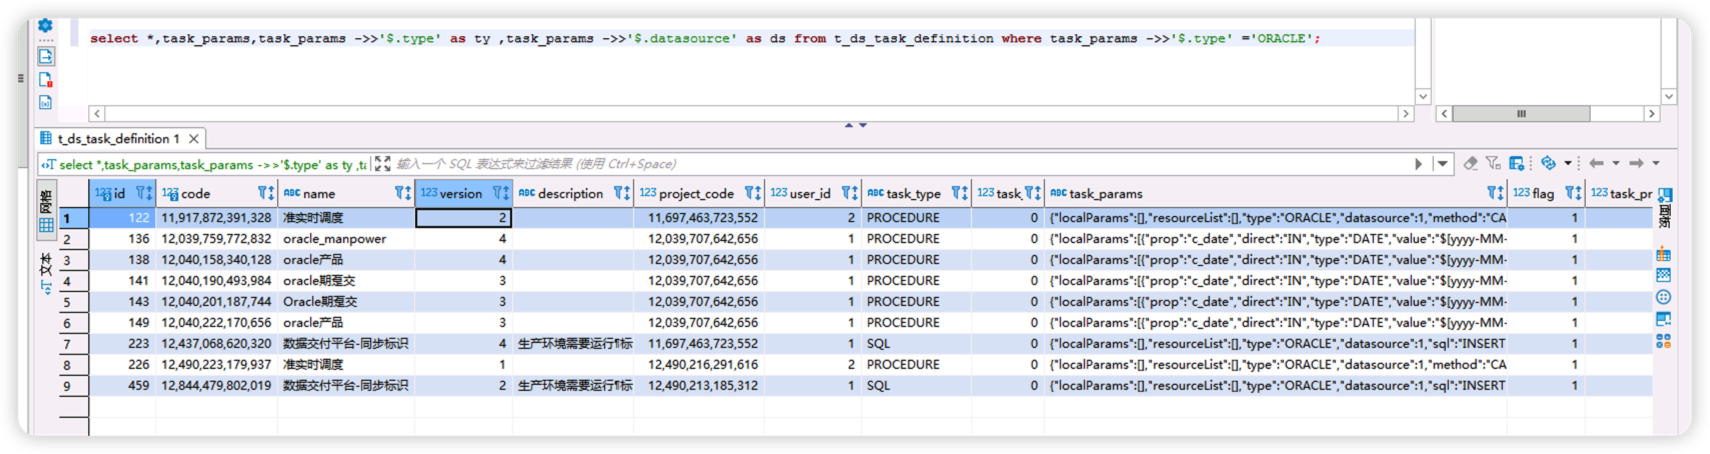 select *,task_params,task_params ->>'$.type' as ty ,task_params ->>'$.datasource' as ds from t_ds_task_definition where task_params ->>'$.type' ='ORACLE';
t_ds_task_definition 1
select *,task_params,task_params ->>'$.type' as ty ,ta 输入一个 SQL 表达式来过滤结果 (使用 Ctrl+Space)
网格
文本
123 id 123 code ABC name 123 version ABC description 123 project_code 123 user_id ABC task_type 123 task_ ABC task_params 123 flag 123 task_pr
1 122 11,917,872,391,328 准实时调度 2 11,697,463,723,552 2 PROCEDURE 0 {"localParams":[],"resourceList":[],"type":"ORACLE","datasource":1,"method":"CA 1
2 136 12,039,759,772,832 oracle_manpower 4 12,039,707,642,656 1 PROCEDURE 0 {"localParams":[{"prop":"c_date","direct":"IN","type":"DATE","value":"$[yyyy-MM- 1
3 138 12,040,158,340,128 oracle产品 4 12,039,707,642,656 1 PROCEDURE 0 {"localParams":[{"prop":"c_date","direct":"IN","type":"DATE","value":"$[yyyy-MM- 1
4 141 12,040,190,493,984 oracle期趸交 3 12,039,707,642,656 1 PROCEDURE 0 {"localParams":[{"prop":"c_date","direct":"IN","type":"DATE","value":"$[yyyy-MM- 1
5 143 12,040,201,187,744 Oracle期趸交 3 12,039,707,642,656 1 PROCEDURE 0 {"localParams":[{"prop":"c_date","direct":"IN","type":"DATE","value":"$[yyyy-MM- 1
6 149 12,040,222,170,656 oracle产品 3 12,039,707,642,656 1 PROCEDURE 0 {"localParams":[{"prop":"c_date","direct":"IN","type":"DATE","value":"$[yyyy-MM- 1
7 223 12,437,068,620,320 数据交付平台-同步标识 4 生产环境需要运行¶标 11,697,463,723,552 1 SQL 0 {"localParams":[],"resourceList":[],"type":"ORACLE","datasource":1,"sql":"INSERT 1
8 226 12,490,223,179,937 准实时调度 1 12,490,216,291,616 2 PROCEDURE 0 {"localParams":[],"resourceList":[],"type":"ORACLE","datasource":1,"method":"CA 1
9 459 12,844,479,802,019 数据交付平台-同步标识 2 生产环境需要运行¶标 12,490,213,185,312 1 SQL 0 {"localParams":[],"resourceList":[],"type":"ORACLE","datasource":1,"sql":"INSERT 1